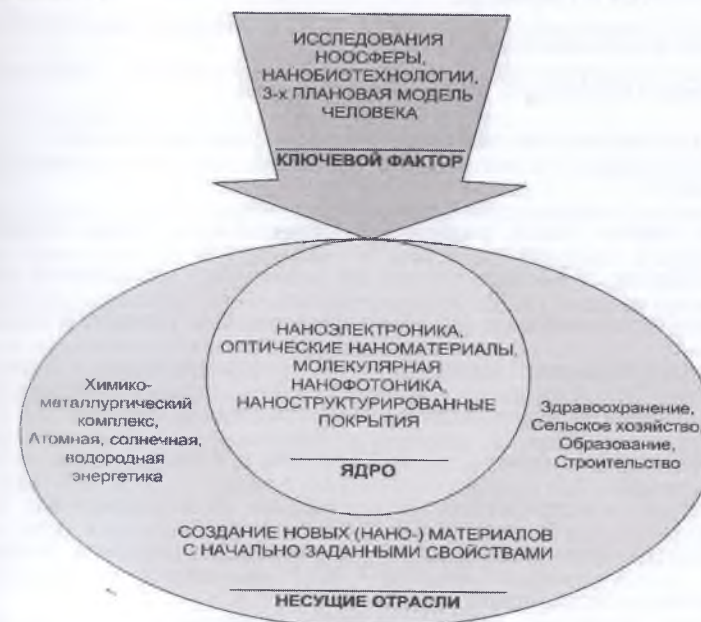 ИССЛЕДОВАНИЯ
НООСФЕРЫ,
НАНОБИОТЕХНОЛОГИИ,
3-х ПЛАНОВАЯ МОДЕЛЬ
ЧЕЛОВЕКА
КЛЮЧЕВОЙ ФАКТОР
НАНОЭЛЕКТРОНИКА,
ОПТИЧЕСКИЕ НАНОМАТЕРИАЛЫ,
МОЛЕКУЛЯРНАЯ
НАНОФОТОНИКА,
НАНОСТРУКТУРИРОВАННЫЕ
ПОКРЫТИЯ
ЯДРО
Химико-
металлургический
комплекс,
Атомная, солнечная,
водородная
энергетика
Здравоохранение,
Сельское хозяйство
Образование,
Строительство
СОЗДАНИЕ НОВЫХ (НАНО-) МАТЕРИАЛОВ
С НАЧАЛЬНО ЗАДАННЫМИ СВОЙСТВАМИ
НЕСУЩИЕ ОТРАСЛИ